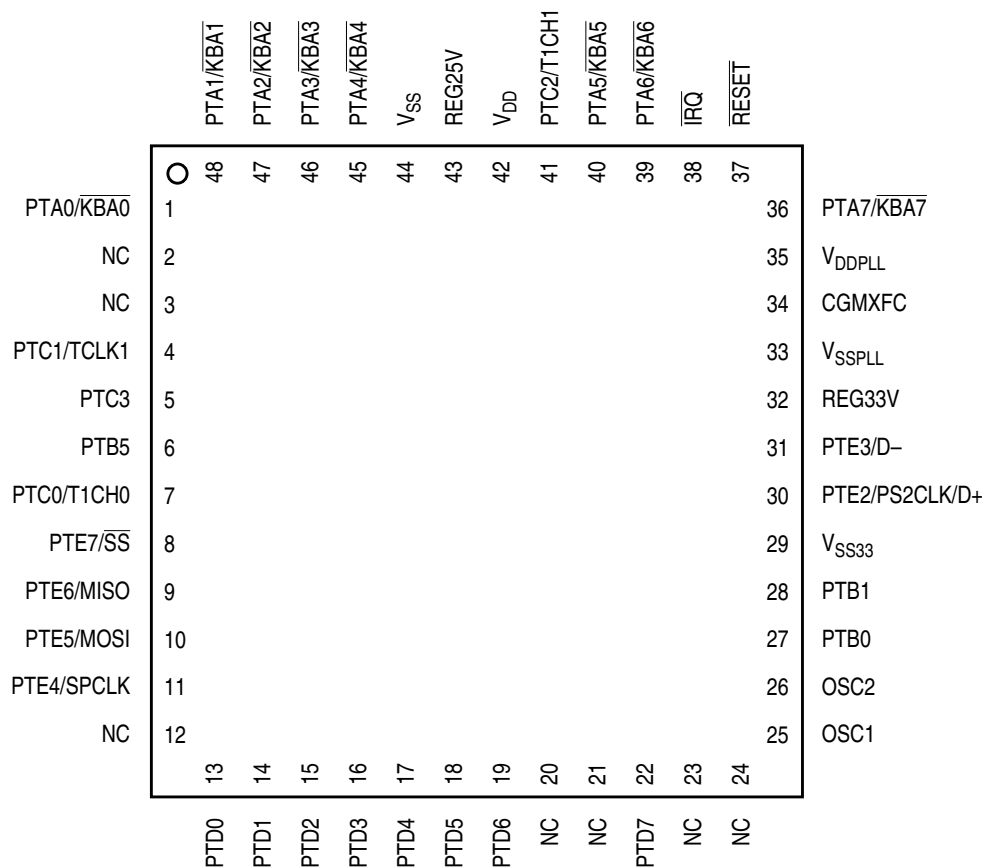 PTA1/KBA1
PTA2/KBA2
PTA3/KBA3
PTA4/KBA4
VSS
REG25V
VDD
PTC2/T1CH1
PTA5/KBA5
PTA6/KBA6
IRQ
RESET
48 47 46 45 44 43 42 41 40 39 38 37
PTA0/KBA0 1
NC 2
NC 3
PTC1/TCLK1 4
PTC3 5
PTB5 6
PTC0/T1CH0 7
PTE7/SS 8
PTE6/MISO 9
PTE5/MOSI 10
PTE4/SPCLK 11
NC 12
36 PTA7/KBA7
35 VDDPLL
34 CGMXFC
33 VSSPLL
32 REG33V
31 PTE3/D–
30 PTE2/PS2CLK/D+
29 VSS33
28 PTB1
27 PTB0
26 OSC2
25 OSC1
13 14 15 16 17 18 19 20 21 22 23 24
PTD0
PTD1
PTD2
PTD3
PTD4
PTD5
PTD6
NC
NC
PTD7
NC
NC